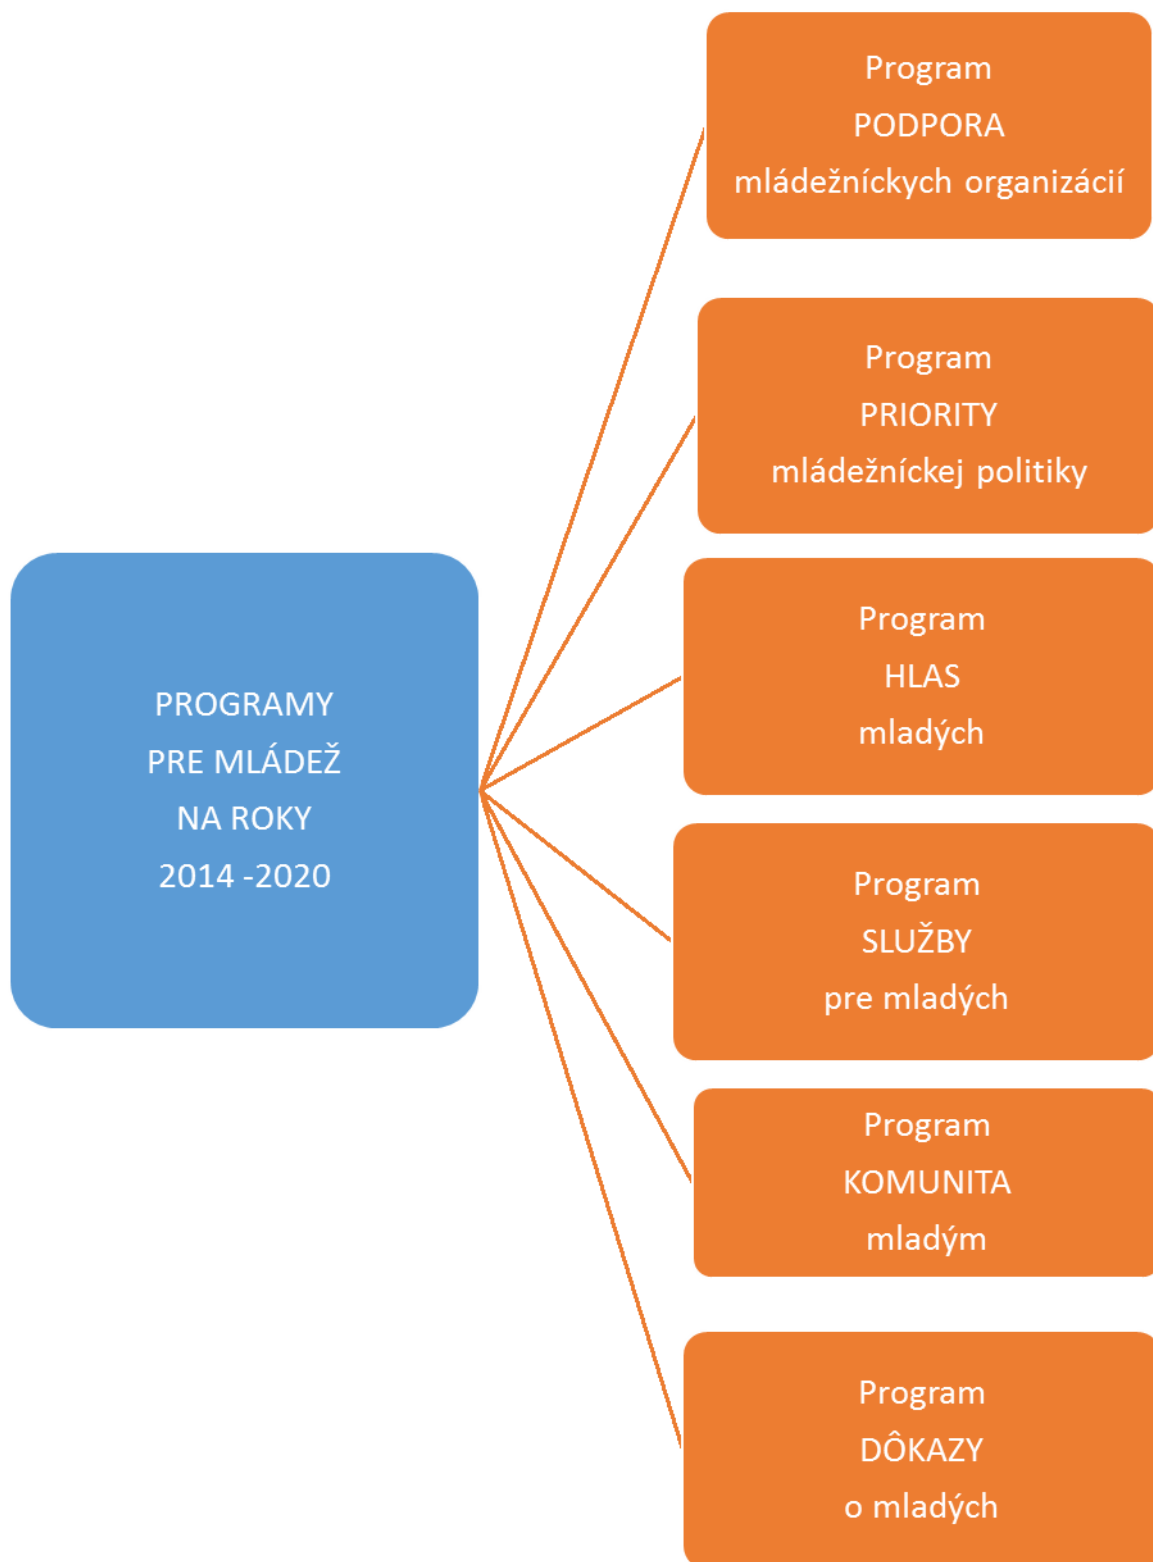 PROGRAMY
PRE MLÁDEŽ
NA ROKY
2014 -2020
Program
PODPORA
mládežníckych organizácií
Program
PRIORITY
mládežníckej politiky
Program
HLAS
mladých
Program
SLUŽBY
pre mladých
Program
KOMUNITA
mladým
Program
DÔKAZY
o mladých